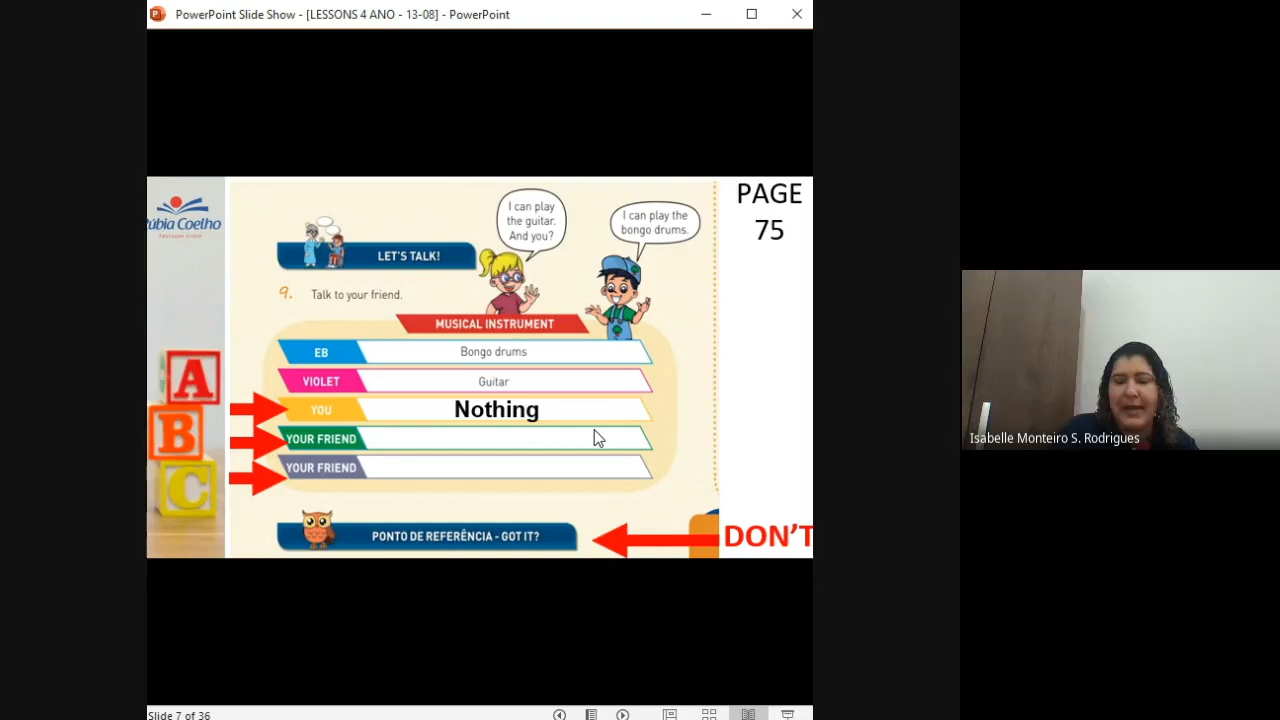 PowerPoint Slide Show - [LESSONS 4 ANO - 13-08] - PowerPoint
Rúbia Coelho
I can play
the guitar.
And you?
I can play the
bongo drums.
PAGE
75
LET'S TALK!
9. Talk to your friend.
MUSICAL INSTRUMENT
EB Bongo drums
VIOLET Guitar
YOU Nothing
YOUR FRIEND
YOUR FRIEND
A
B
C
PONTO DE REFERÊNCIA - GOT IT?
DON'T
Isabelle Monteiro S. Rodrigues
Slide 7 of 36